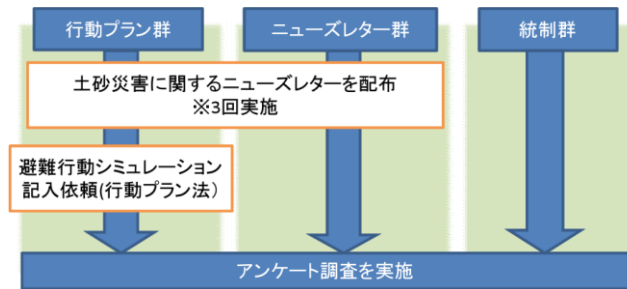 行動プラン群
ニューズレター群
統制群
土砂災害に関するニューズレターを配布
※3回実施
避難行動シミュレーション
記入依頼(行動プラン法）
アンケート調査を実施